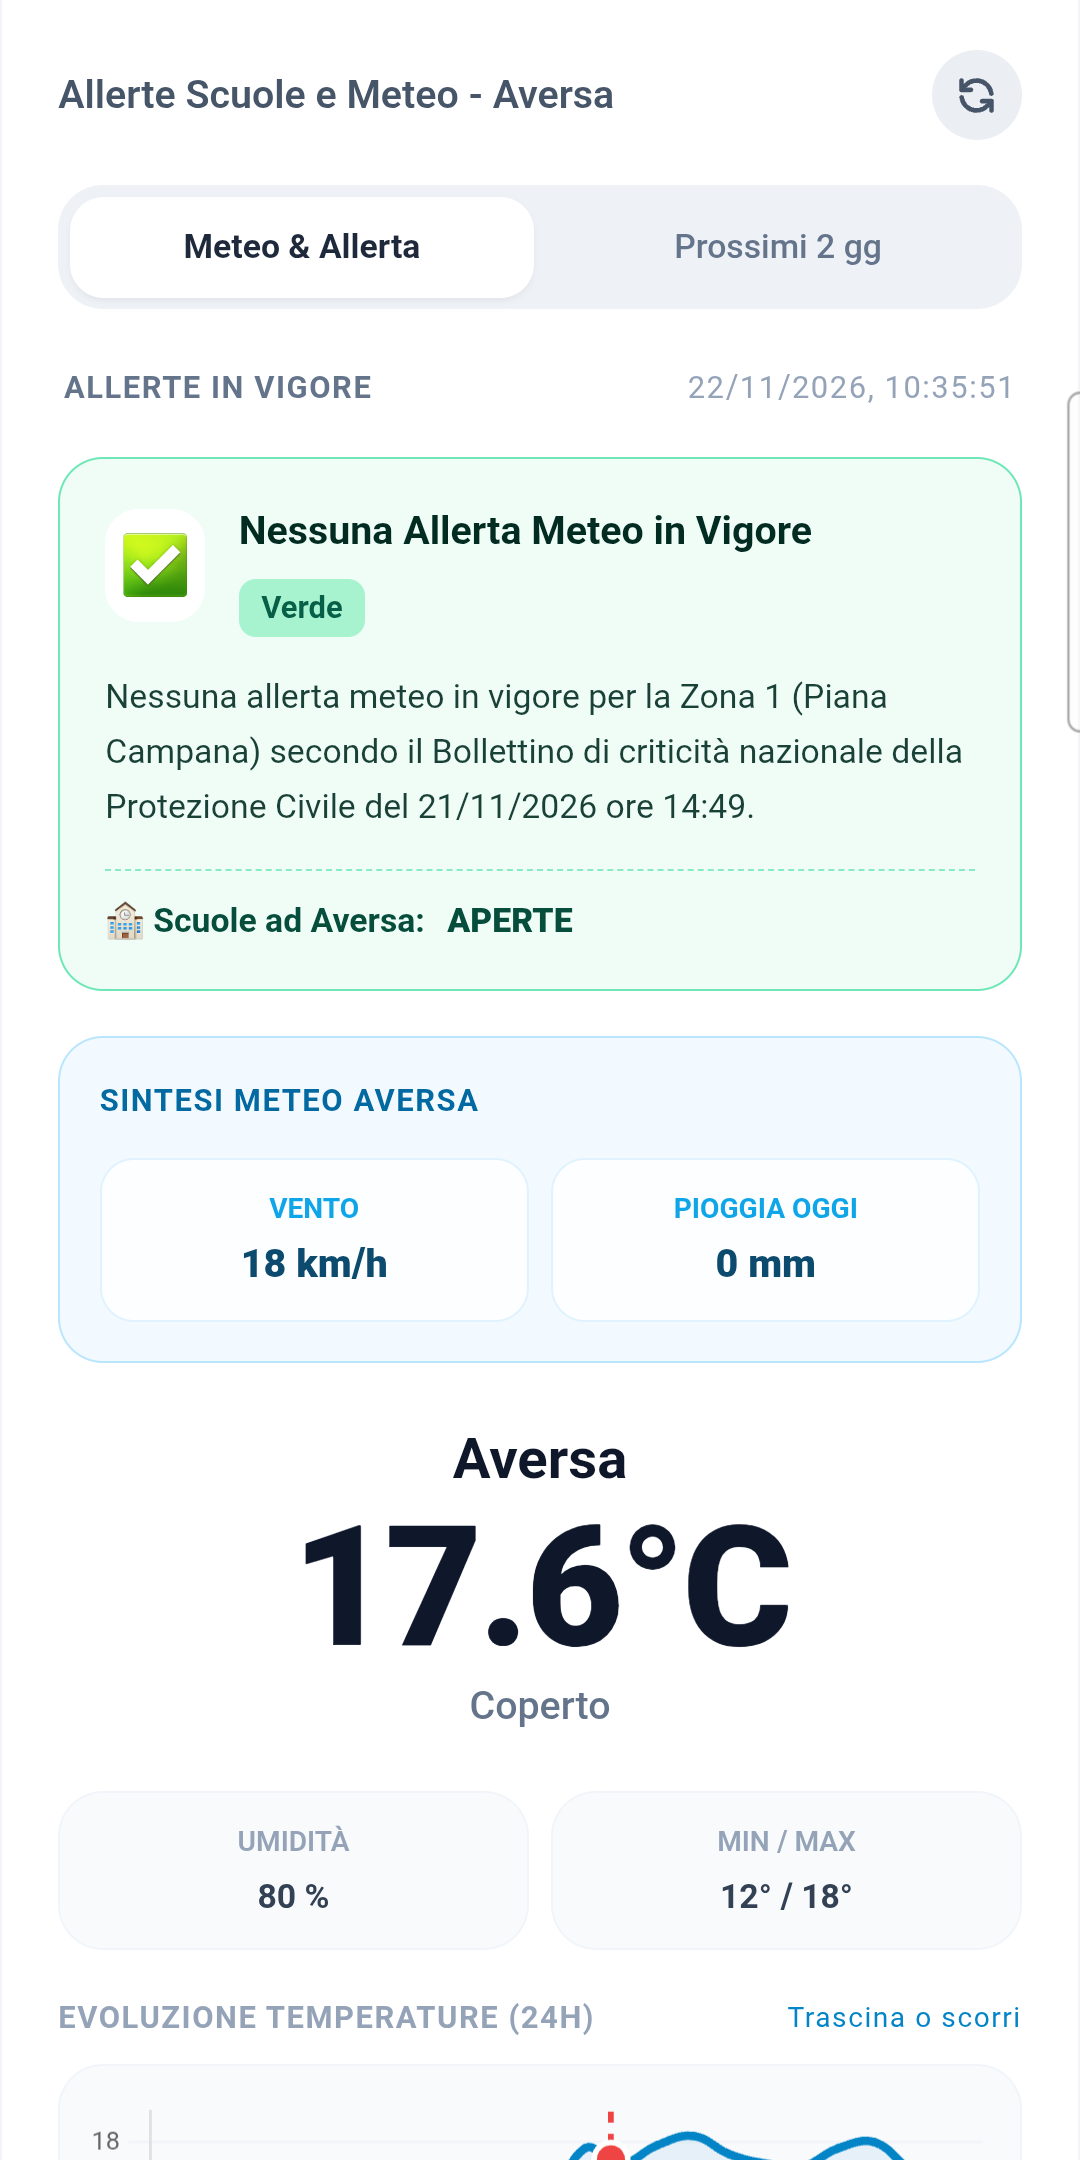 Allerte Scuole e Meteo - Aversa
Meteo & Allerta
Prossimi 2 gg
ALLERTE IN VIGORE
22/11/2026, 10:35:51
Nessuna Allerta Meteo in Vigore
Verde
Nessuna allerta meteo in vigore per la Zona 1 (Piana
Campana) secondo il Bollettino di criticità nazionale della
Protezione Civile del 21/11/2026 ore 14:49.
Scuole ad Aversa: APERTE
SINTESI METEO AVERSA
VENTO
18 km/h
PIOGGIA OGGI
0 mm
Aversa
17.6°C
Coperto
UMIDITÀ
80 %
MIN / MAX
12° / 18°
EVOLUZIONE TEMPERATURE (24H)
Trascina o scorri
18